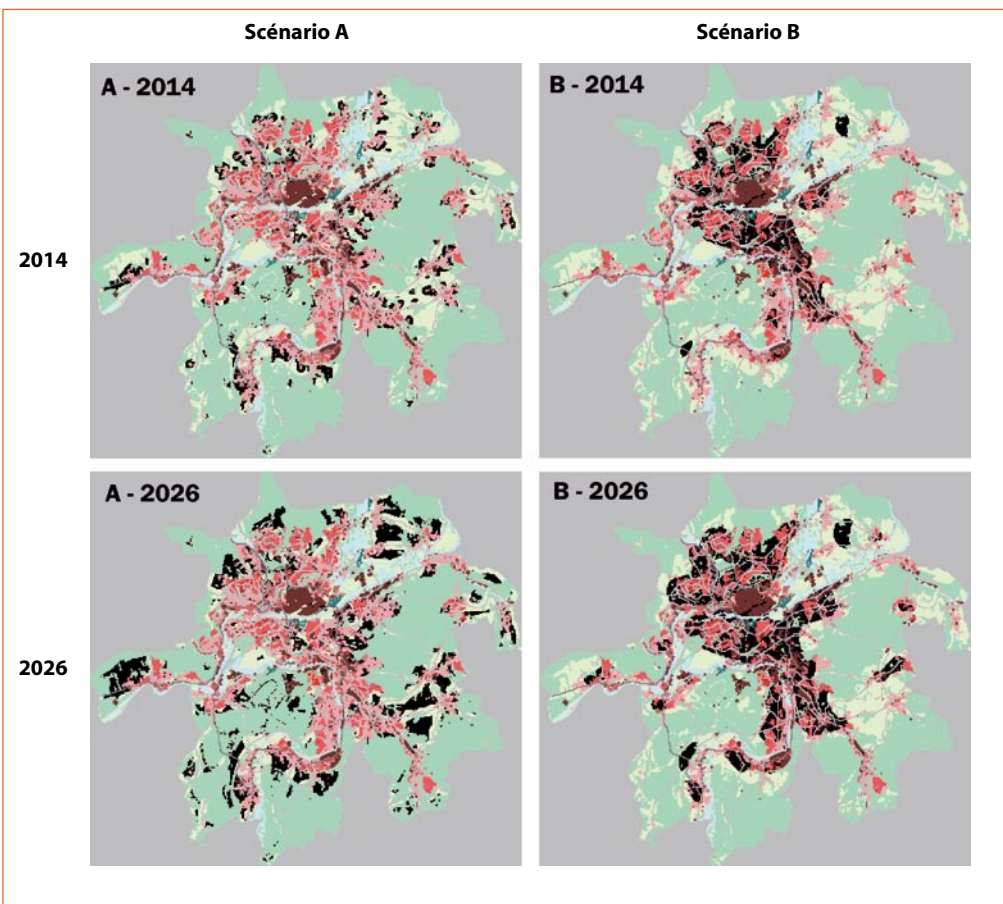 Scénario A
Scénario B
2014
A - 2014
B - 2014
2026
A - 2026
B - 2026